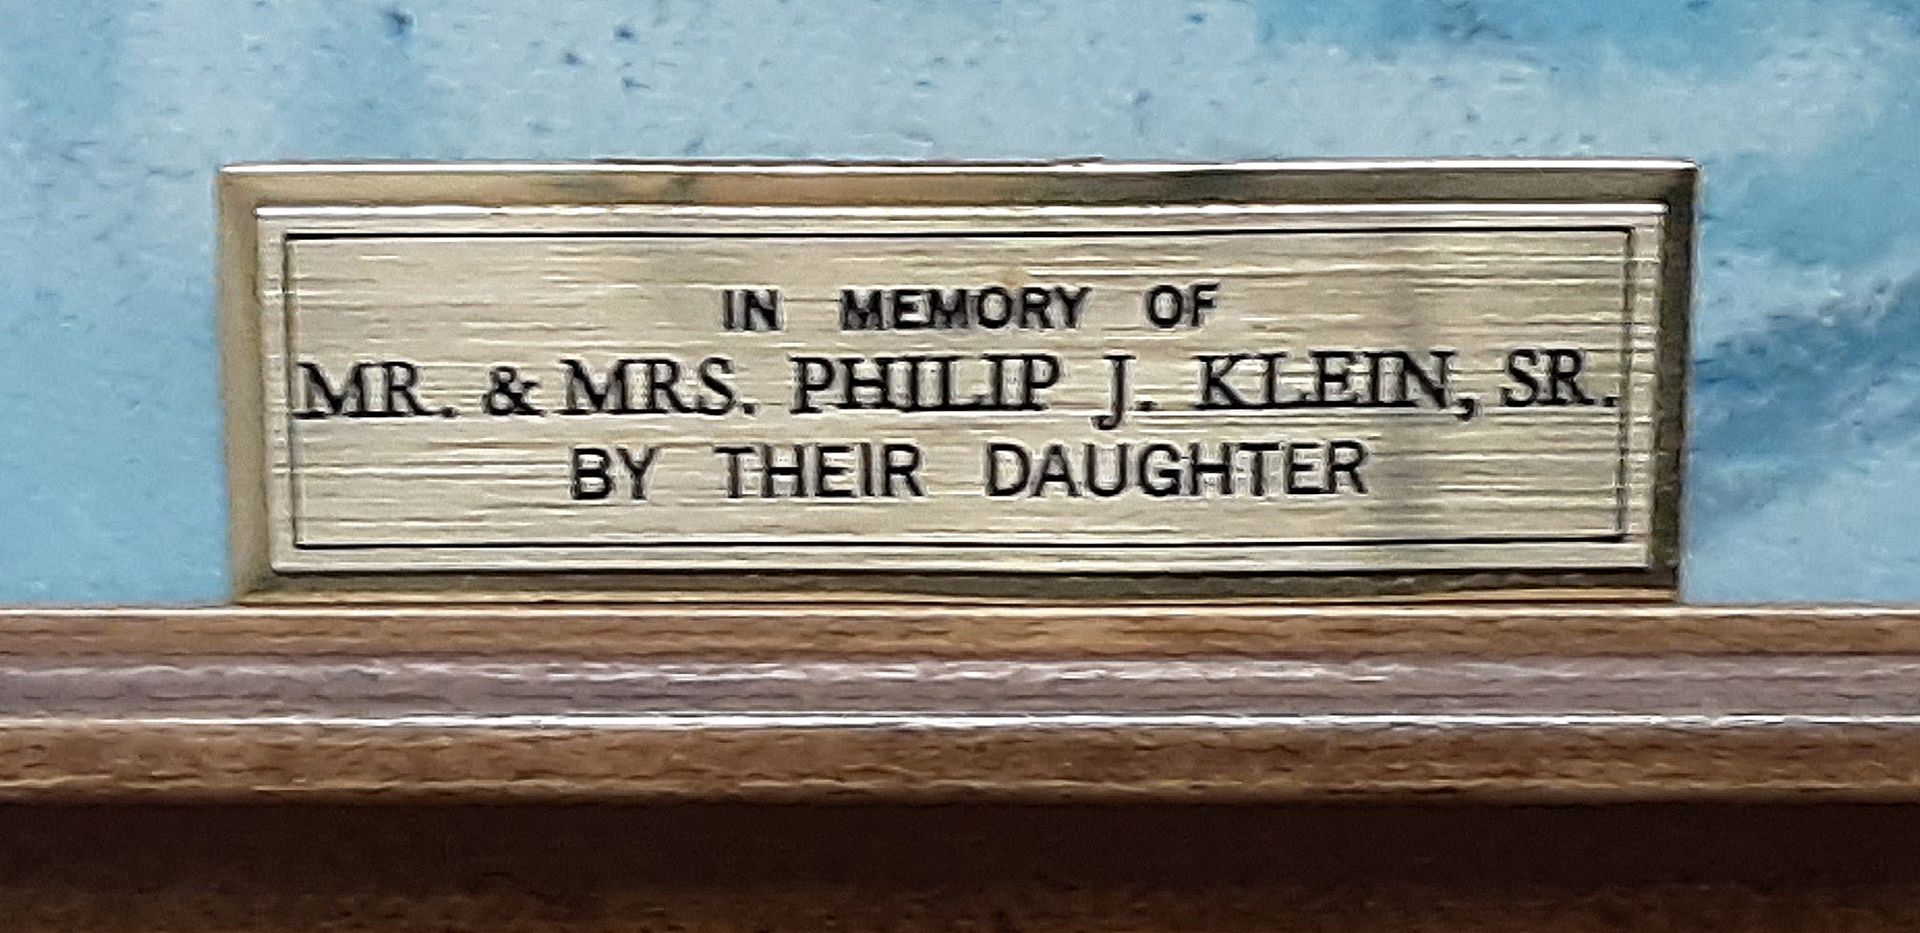 IN MEMORY OF
MR. & MRS. PHILIP J. KLEIN, SR.
BY THEIR DAUGHTER